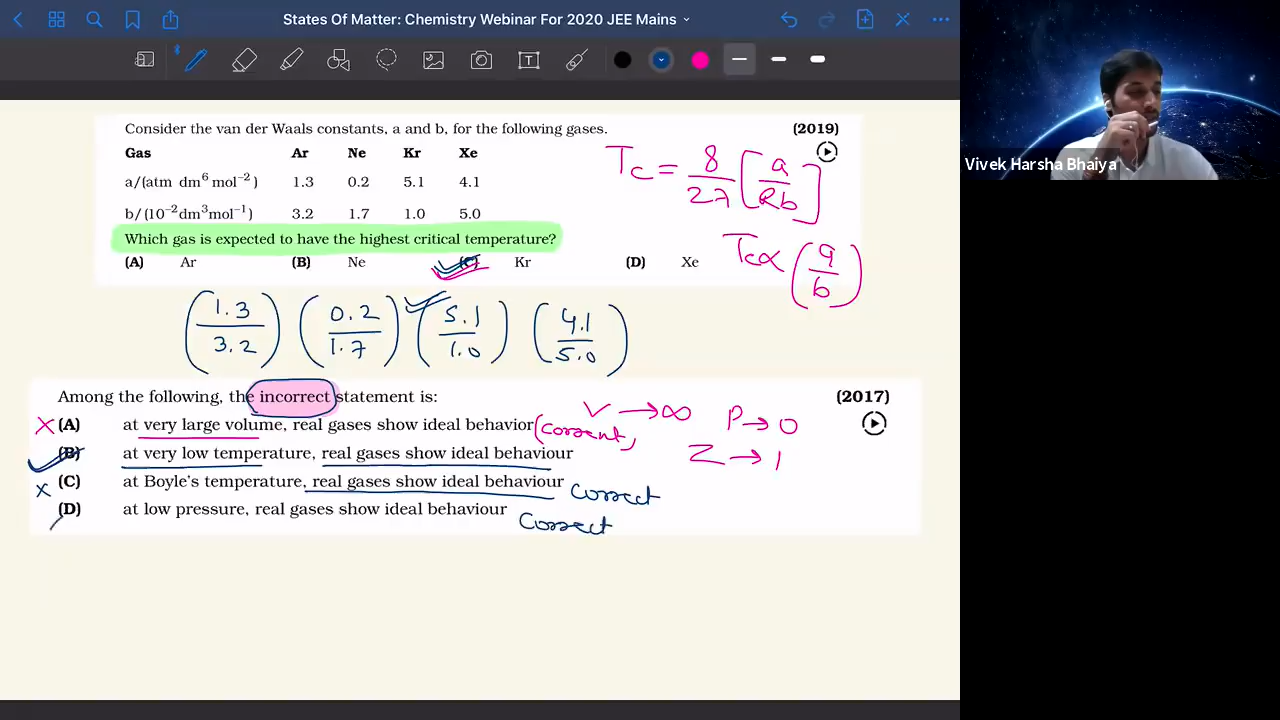 States Of Matter: Chemistry Webinar For 2020 JEE Mains
Consider the van der Waals constants, a and b, for the following gases. (2019)
Gas Ar Ne Kr Xe
a/(atm dm⁶ mol⁻²) 1.3 0.2 5.1 4.1
b/(10⁻²dm³mol⁻¹) 3.2 1.7 1.0 5.0
Which gas is expected to have the highest critical temperature?
(A) Ar (B) Ne (C) Kr (D) Xe
Tc = 8/27 [a/Rb]
Tc ∝ (a/b)
(1.3/3.2) (0.2/1.7) (5.1/1.0) (4.1/5.0)
Among the following, the incorrect statement is: (2017)
(A) at very large volume, real gases show ideal behavior (correct)
V → ∞ P → 0
Z → 1
(B) at very low temperature, real gases show ideal behaviour
(C) at Boyle's temperature, real gases show ideal behaviour correct
(D) at low pressure, real gases show ideal behaviour correct
Vivek Harsha Bhaiya